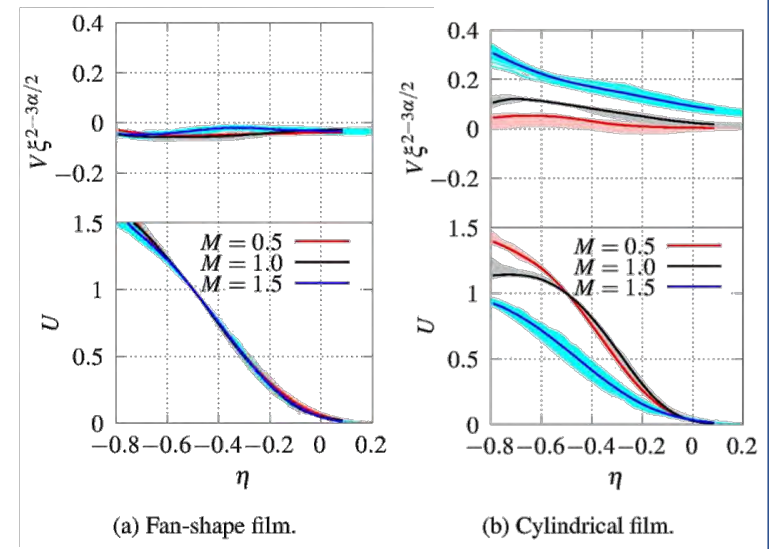 0.4
0.2
0
−0.2
Vξ^{2−3α/2}
1.5
1
0.5
0
U
M = 0.5
M = 1.0
M = 1.5
−0.8 −0.6 −0.4 −0.2 0 0.2
η
(a) Fan-shape film.
0.4
0.2
0
−0.2
Vξ^{2−3α/2}
1.5
1
0.5
0
U
M = 0.5
M = 1.0
M = 1.5
−0.8 −0.6 −0.4 −0.2 0 0.2
η
(b) Cylindrical film.